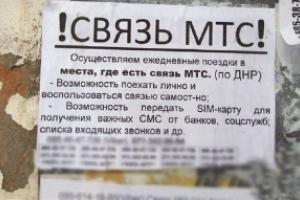 !СВЯЗЬ МТС!
Осуществляем ежедневные поездки в
места, где есть связь МТС. (по ДНР)
- Возможность поехать лично и
воспользоваться связью самост-но;
- Возможность передать SIM-карту для
получения важных СМС от банков, соцслужб;
списка входящих звонков и др.